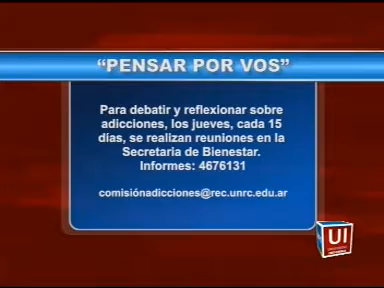 “PENSAR POR VOS”
Para debatir y reflexionar sobre
adicciones, los jueves, cada 15
días, se realizan reuniones en la
Secretaria de Bienestar.
Informes: 4676131
comisiónadicciones@rec.unrc.edu.ar
UI